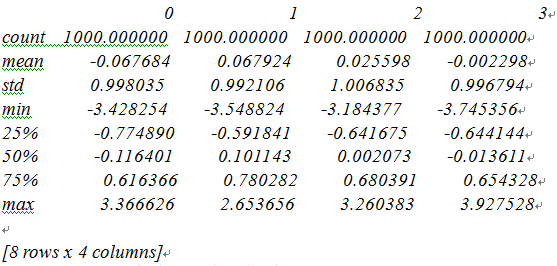 0 1 2 3
count 1000.000000 1000.000000 1000.000000 1000.000000
mean -0.067684 0.067924 0.025598 -0.002298
std 0.998035 0.992106 1.006835 0.996794
min -3.428254 -3.548824 -3.184377 -3.745356
25% -0.774890 -0.591841 -0.641675 -0.644144
50% -0.116401 0.101143 0.002073 -0.013611
75% 0.616366 0.780282 0.680391 0.654328
max 3.366626 2.653656 3.260383 3.927528
[8 rows x 4 columns]